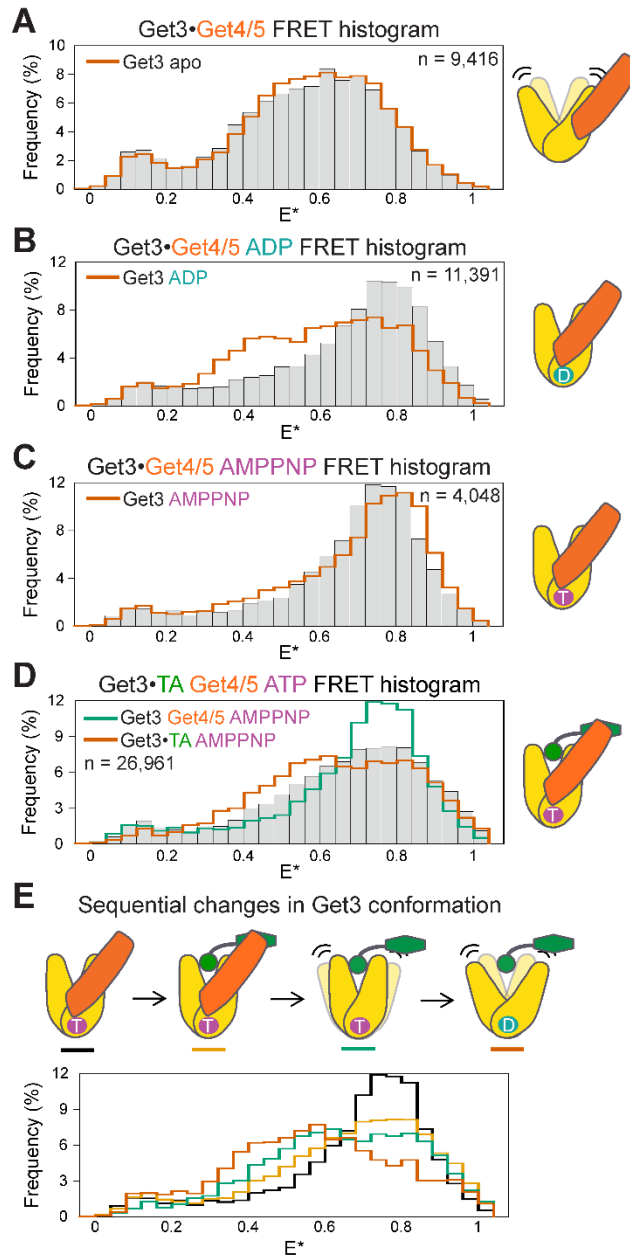 A
Get3•Get4/5 FRET histogram
Frequency (%)
10
8
6
4
2
0
Get3 apo
n = 9,416
0 0.2 0.4 0.6 0.8 1
E*
B
Get3•Get4/5 ADP FRET histogram
Frequency (%)
12
8
4
0
Get3 ADP
n = 11,391
0 0.2 0.4 0.6 0.8 1
E*
D
C
Get3•Get4/5 AMPPNP FRET histogram
Frequency (%)
12
8
4
0
Get3 AMPPNP
n = 4,048
0 0.2 0.4 0.6 0.8 1
E*
T
D
Get3•TA Get4/5 ATP FRET histogram
Frequency (%)
12
9
6
3
0
Get3 Get4/5 AMPPNP
Get3•TA AMPPNP
n = 26,961
0 0.2 0.4 0.6 0.8 1
E*
T
E
Sequential changes in Get3 conformation
T T T D
Frequency (%)
12
9
6
3
0
0 0.2 0.4 0.6 0.8 1
E*